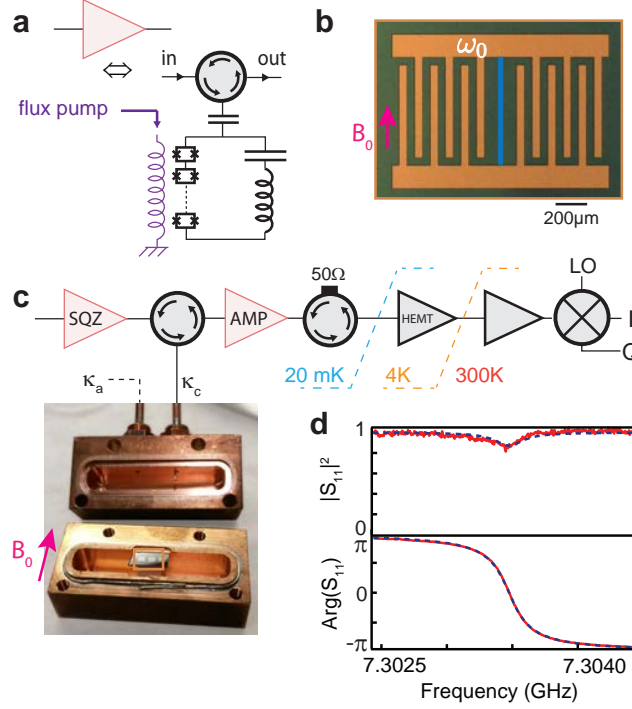 a
in
out
flux pump
b
ω0
B0
200μm
c
SQZ
AMP
50Ω
HEMT
LO
I
Q
20 mK
4K
300K
κa
κc
B0
d
|S11|²
1
0
Arg(S11)
π
0
-π
7.3025
7.3040
Frequency (GHz)